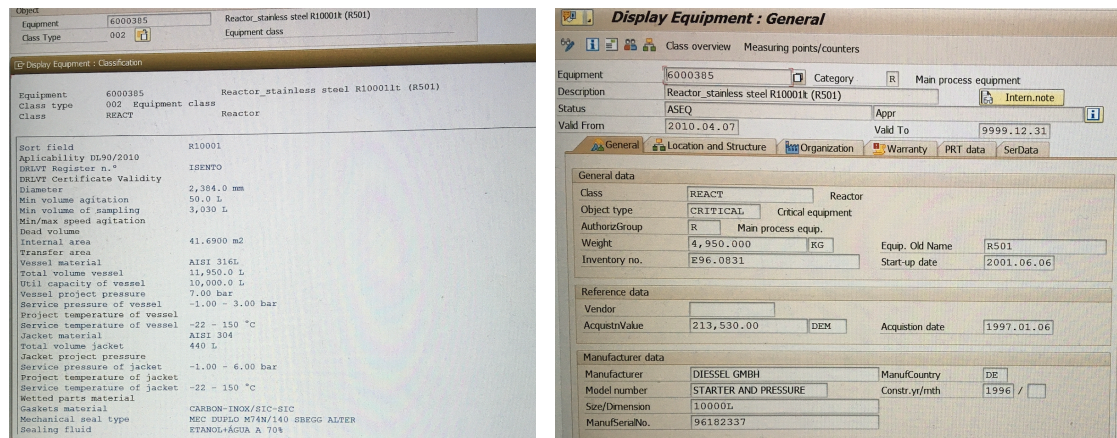 Object
Equipment 6000385 Reactor_stainless steel R10001lt (R501)
Class Type 002 Equipment class
Display Equipment : Classification
Equipment 6000385 Reactor_stainless steel R10001lt (R501)
Class type 002 Equipment class
Class REACT Reactor
Sort field R10001
Aplicability DL90/2010
DRLVT Register n.° ISENTO
DRLVT Certificate Validity
Diameter 2,384.0 mm
Min volume agitation 50.0 L
Min volume of sampling 3,030 L
Min/max speed agitation
Dead volume
Internal area 41.6900 m2
Transfer area
Vessel material AISI 316L
Total volume vessel 11,950.0 L
Util capacity of vessel 10,000.0 L
Vessel project pressure 7.00 bar
Service pressure of vessel -1.00 - 3.00 bar
Project temperature of vessel
Service temperature of vessel -22 - 150 °C
Jacket material AISI 304
Total volume jacket 440 L
Jacket project pressure
Service pressure of jacket -1.00 - 6.00 bar
Project temperature of jacket
Service temperature of jacket -22 - 150 °C
Wetted parts material
Gaskets material CARBON-INOX/SIC-SIC
Mechanical seal type MEC DUPLO M74N/140 SBEGG ALTER
Sealing fluid ETANOL+ÁGUA A 70%
Display Equipment : General
Class overview Measuring points/counters
Equipment 6000385 Category R Main process equipment
Description Reactor_stainless steel R10001lt (R501) Intern.note
Status ASEQ Appr
Valid From 2010.04.07 Valid To 9999.12.31
General Location and Structure Organization Warranty PRT data SerData
General data
Class REACT Reactor
Object type CRITICAL Critical equipment
AuthorizGroup R Main process equip.
Weight 4,950.000 KG Equip. Old Name R501
Inventory no. E96.0831 Start-up date 2001.06.06
Reference data
Vendor
AcquistnValue 213,530.00 DEM Acquistion date 1997.01.06
Manufacturer data
Manufacturer DIESSEL GMBH ManufCountry DE
Model number STARTER AND PRESSURE Constr.yr/mth 1996 /
Size/Dimension 10000L
ManufSerialNo. 96182337